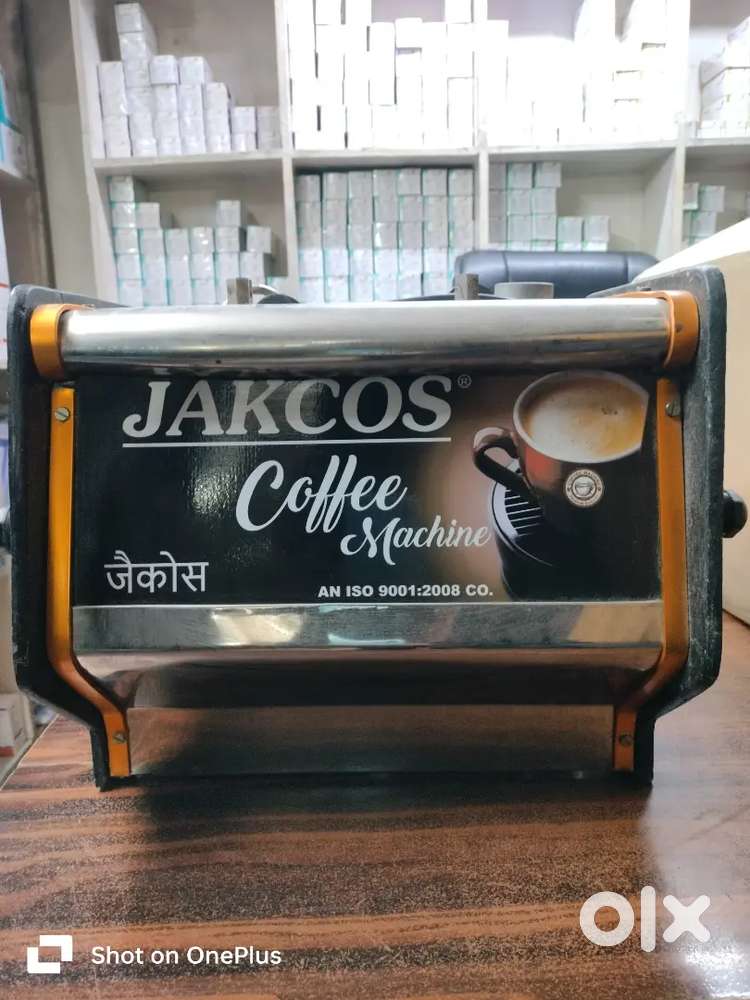 JAKCOS®
Coffee
Machine
जैकोस
AN ISO 9001:2008 CO.
olx
Shot on OnePlus